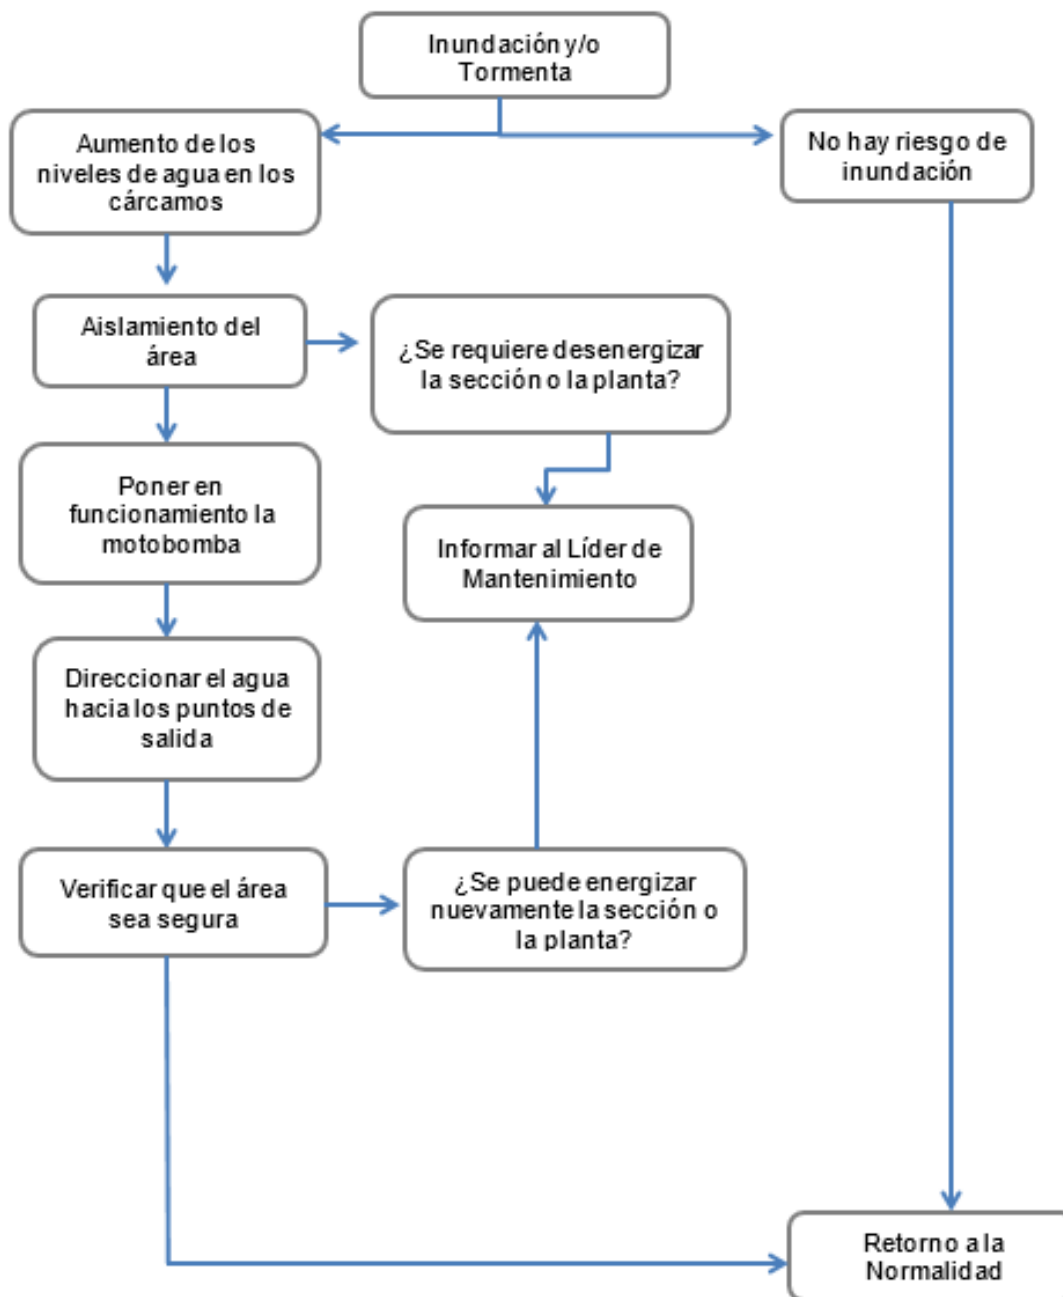 Inundación y/o
Tormenta
Aumento de los
niveles de agua en los
cárcamos
No hay riesgo de
inundación
Aislamiento del
área
¿Se requiere desenergizar
la sección o la planta?
Poner en
funcionamiento la
motobomba
Informar al Líder de
Mantenimiento
Direccionar el agua
hacia los puntos de
salida
Verificar que el área
sea segura
¿Se puede energizar
nuevamente la sección o
la planta?
Retorno a la
Normalidad